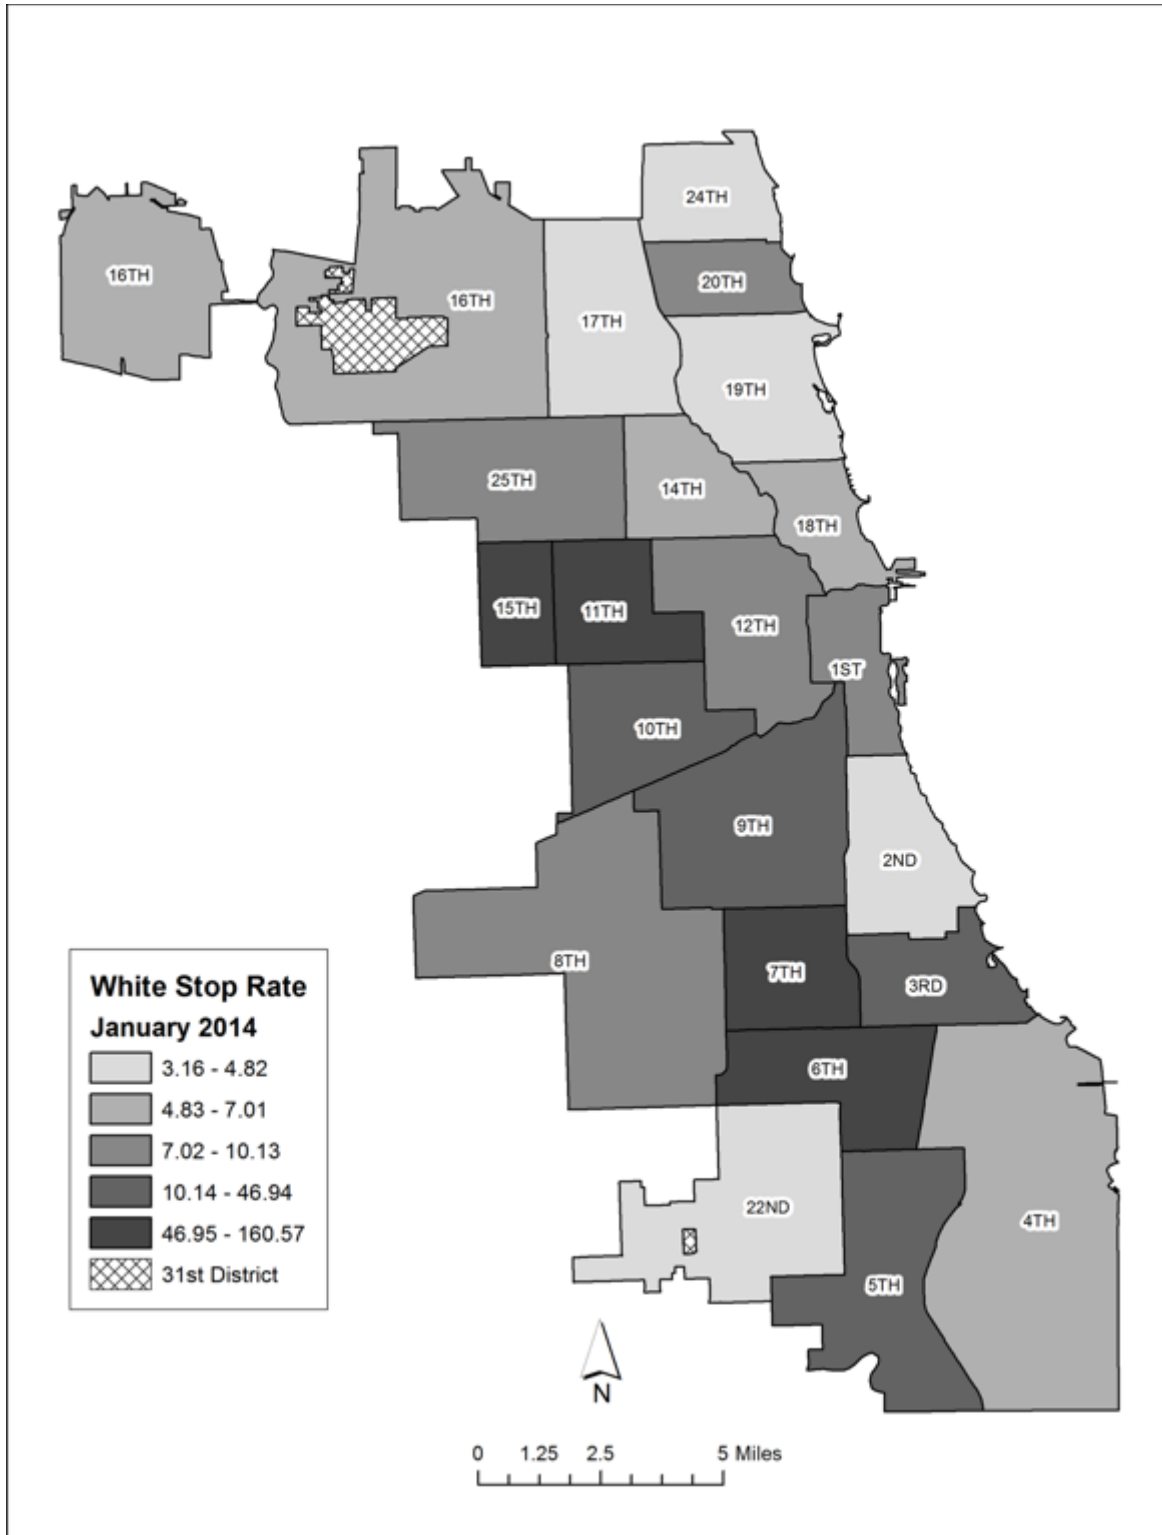 24TH
16TH
20TH
16TH
17TH
19TH
25TH
14TH
18TH
15TH
11TH
12TH
1ST
10TH
9TH
2ND
8TH
7TH
3RD
6TH
22ND
4TH
5TH
White Stop Rate
January 2014
3.16 - 4.82
4.83 - 7.01
7.02 - 10.13
10.14 - 46.94
46.95 - 160.57
31st District
N
0 1.25 2.5 5 Miles